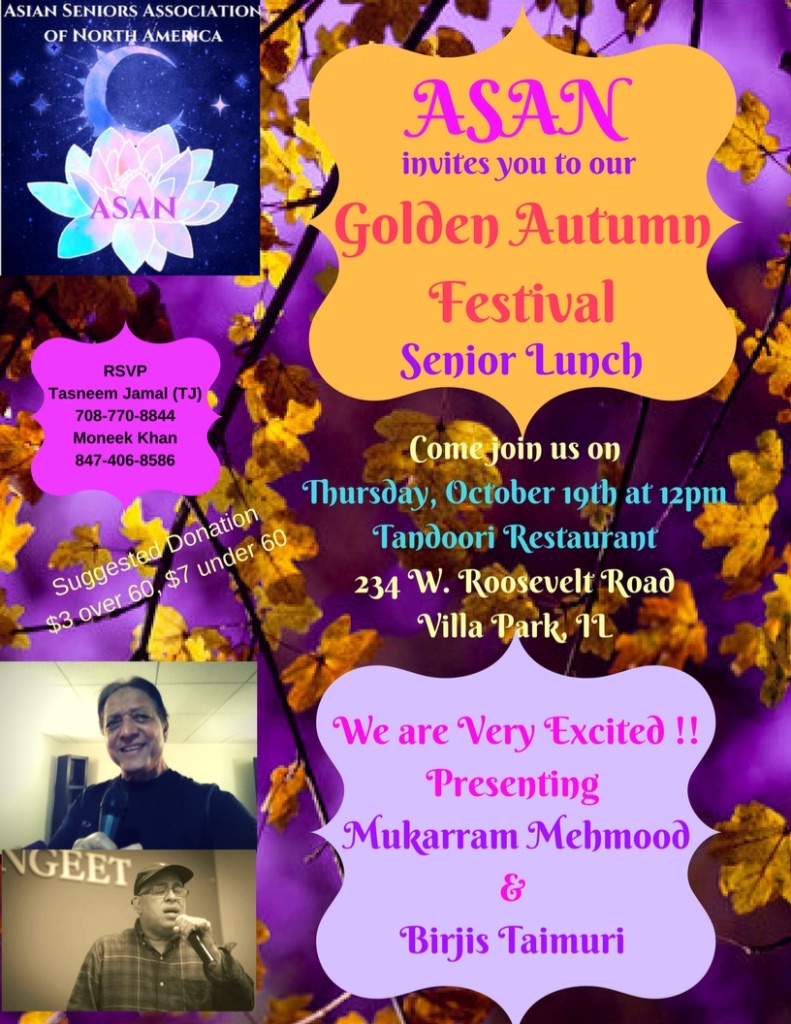 Asian Seniors Association
of North America
ASAN
ASAN
invites you to our
Golden Autumn
Festival
Senior Lunch
RSVP
Tasneem Jamal (TJ)
708-770-8844
Moneek Khan
847-406-8586
Come join us on
Thursday, October 19th at 12pm
Tandoori Restaurant
234 W. Roosevelt Road
Villa Park, IL
Suggested Donation
$3 over 60, $7 under 60
We are Very Excited !!
Presenting
Mukarram Mehmood
&
Birjis Taimuri
NGEET